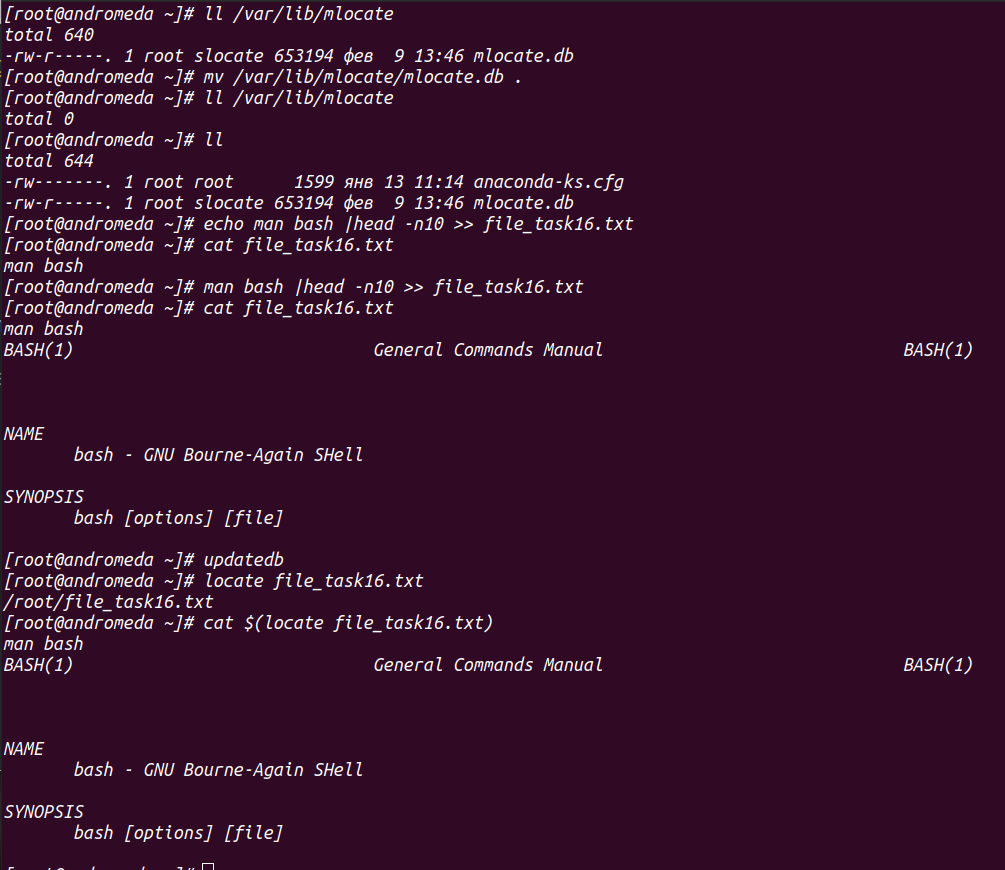 [root@andromeda ~]# ll /var/lib/mlocate
total 640
-rw-r-----. 1 root slocate 653194 фев  9 13:46 mlocate.db
[root@andromeda ~]# mv /var/lib/mlocate/mlocate.db .
[root@andromeda ~]# ll /var/lib/mlocate
total 0
[root@andromeda ~]# ll
total 644
-rw-------. 1 root root      1599 янв 13 11:14 anaconda-ks.cfg
-rw-r-----. 1 root slocate 653194 фев  9 13:46 mlocate.db
[root@andromeda ~]# echo man bash |head -n10 >> file_task16.txt
[root@andromeda ~]# cat file_task16.txt
man bash
[root@andromeda ~]# man bash |head -n10 >> file_task16.txt
[root@andromeda ~]# cat file_task16.txt
man bash
BASH(1)                              General Commands Manual                              BASH(1)
NAME
       bash - GNU Bourne-Again SHell
SYNOPSIS
       bash [options] [file]
[root@andromeda ~]# updatedb
[root@andromeda ~]# locate file_task16.txt
/root/file_task16.txt
[root@andromeda ~]# cat $(locate file_task16.txt)
man bash
BASH(1)                              General Commands Manual                              BASH(1)
NAME
       bash - GNU Bourne-Again SHell
SYNOPSIS
       bash [options] [file]